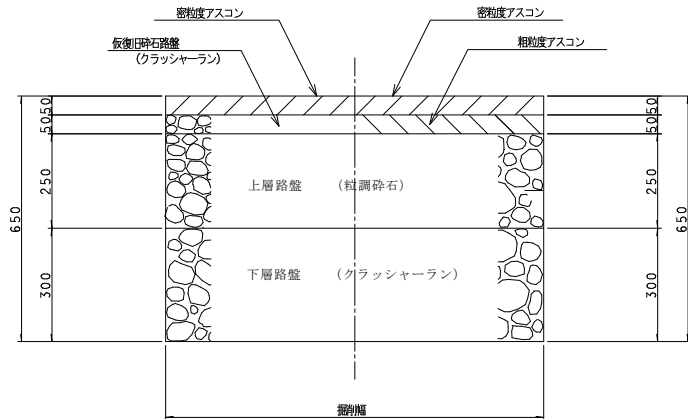 密粒度アスコン
密粒度アスコン
仮復旧砕石路盤
(クラッシャーラン)
粗粒度アスコン
50
50
250
300
650
上層路盤 (粒調砕石)
下層路盤 (クラッシャーラン)
50
50
250
300
650
掘削幅